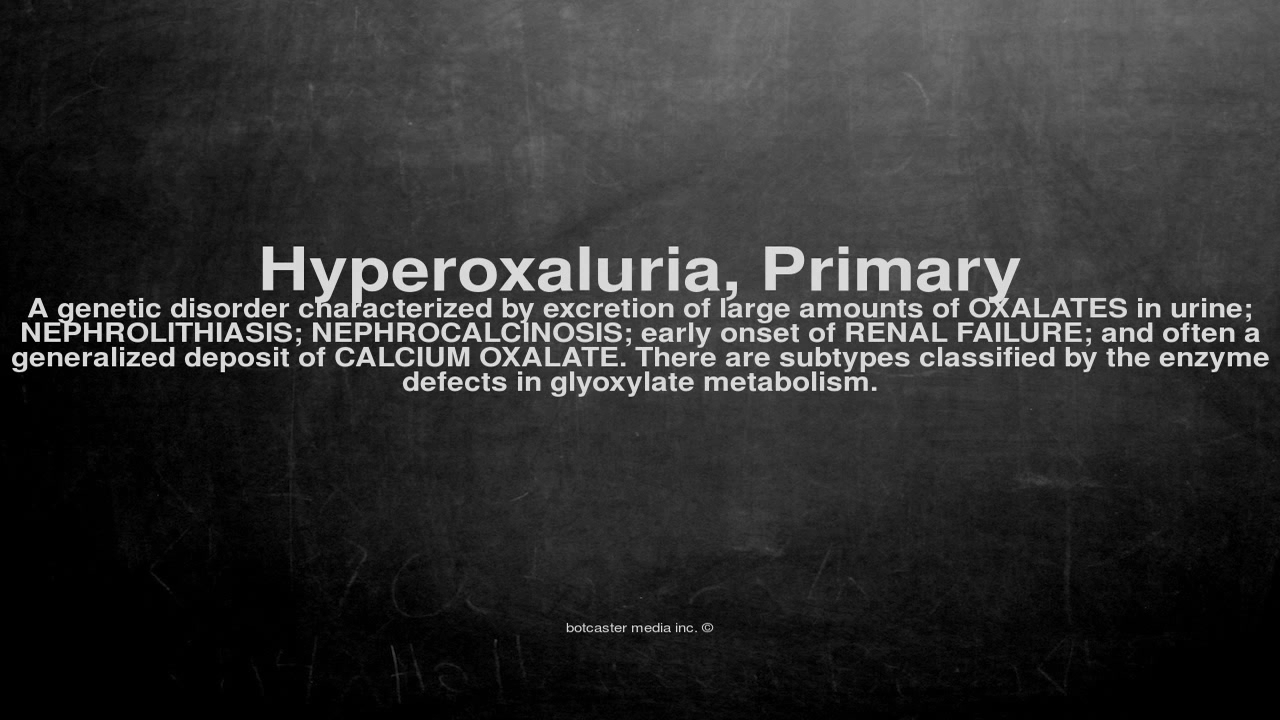 Hyperoxaluria, Primary
A genetic disorder characterized by excretion of large amounts of OXALATES in urine;
NEPHROLITHIASIS; NEPHROCALCINOSIS; early onset of RENAL FAILURE; and often a
generalized deposit of CALCIUM OXALATE. There are subtypes classified by the enzyme
defects in glyoxylate metabolism.
botcaster media inc. ©